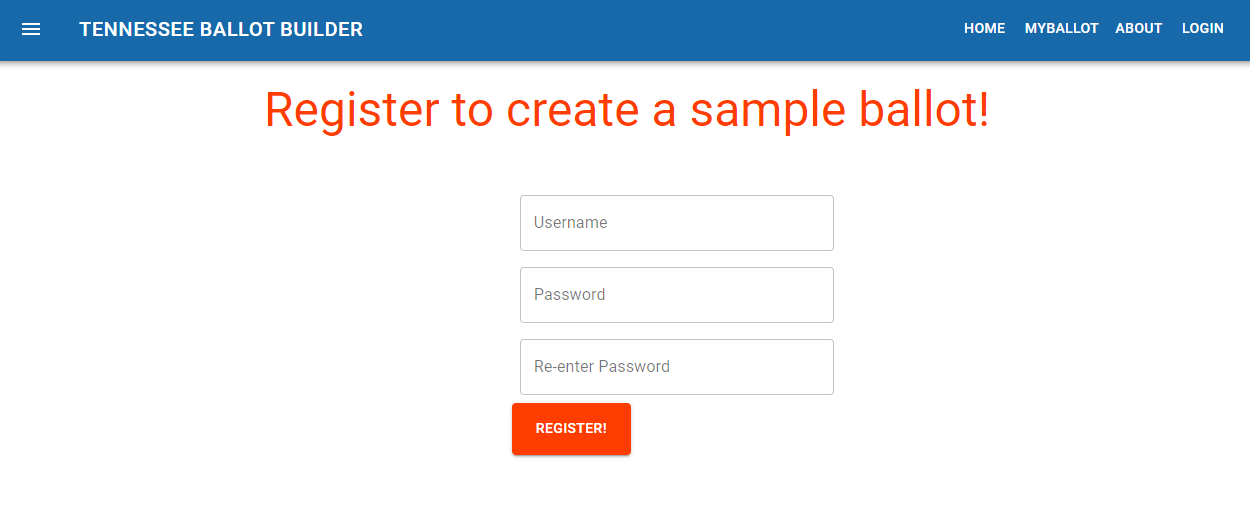 TENNESSEE BALLOT BUILDER HOME MYBALLOT ABOUT LOGIN
Register to create a sample ballot!
Username
Password
Re-enter Password
REGISTER!